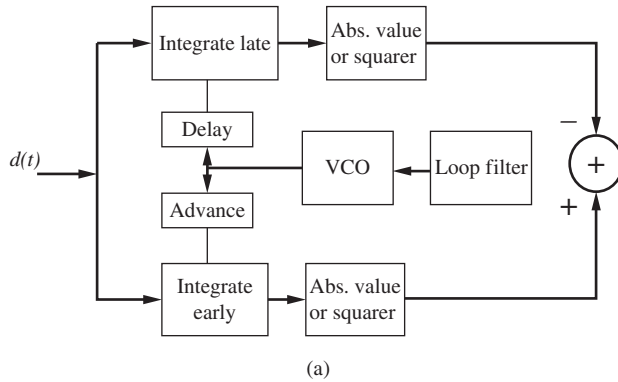 Integrate late
Abs. value
or squarer
Delay
d(t)
VCO
Loop filter
−
+
+
Advance
Integrate
early
Abs. value
or squarer
(a)